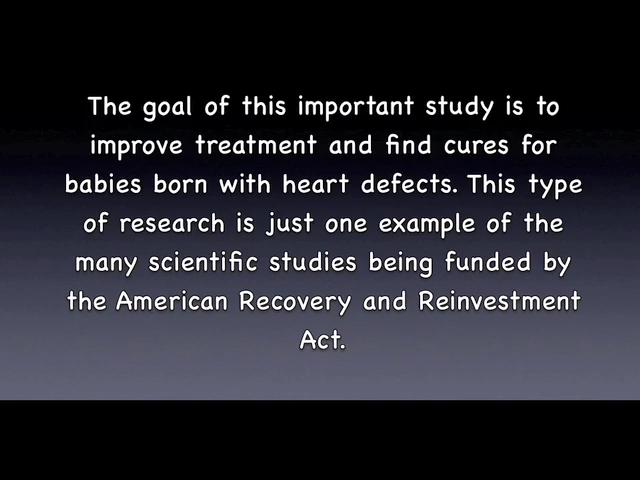 The goal of this important study is to
improve treatment and find cures for
babies born with heart defects. This type
of research is just one example of the
many scientific studies being funded by
the American Recovery and Reinvestment
Act.